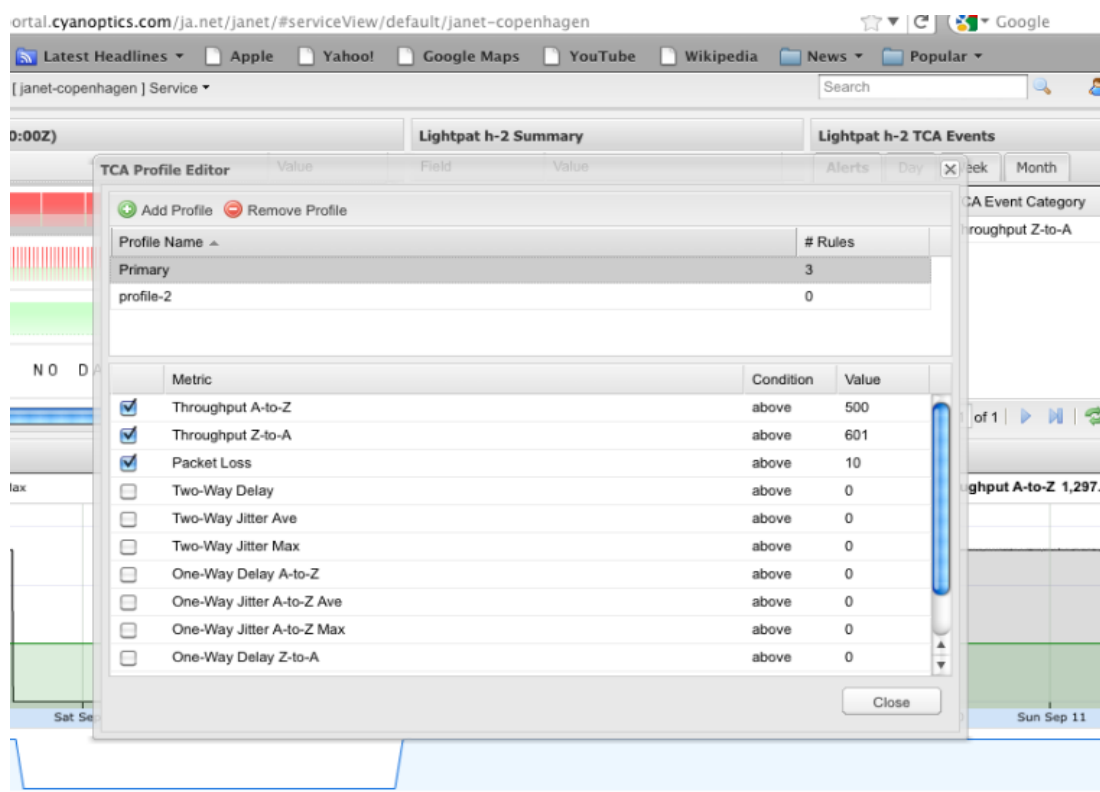 ortal.cyanoptics.com/ja.net/janet/#serviceView/default/janet-copenhagen Google
Latest Headlines Apple Yahoo! Google Maps YouTube Wikipedia News Popular
[ janet-copenhagen ] Service Search
0:00Z) Lightpat h-2 Summary Lightpat h-2 TCA Events
TCA Profile Editor Value Field Value Alerts Day eek Month
Add Profile Remove Profile CA Event Category
Profile Name # Rules hroughput Z-to-A
Primary 3
profile-2 0
NO DA
Metric Condition Value
Throughput A-to-Z above 500 of 1
Throughput Z-to-A above 601
Packet Loss above 10
Two-Way Delay above 0
ax ughput A-to-Z 1,297.
Two-Way Jitter Ave above 0
Two-Way Jitter Max above 0
One-Way Delay A-to-Z above 0
One-Way Jitter A-to-Z Ave above 0
One-Way Jitter A-to-Z Max above 0
One-Way Delay Z-to-A above 0
Close
Sat Se Sun Sep 11